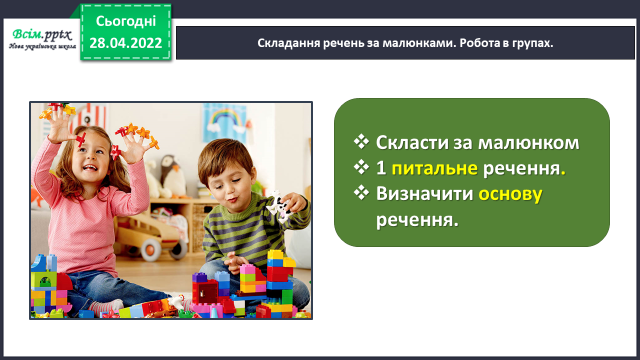 Всім.pptx
Нова українська школа
Сьогодні
28.04.2022
Складання речень за малюнками. Робота в групах.
❖ Скласти за малюнком
❖ 1 питальне речення.
❖ Визначити основу
речення.